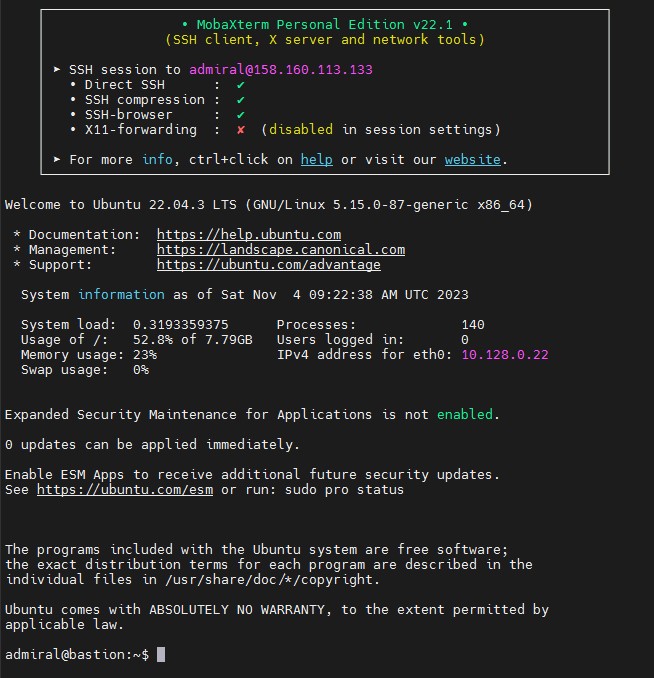 • MobaXterm Personal Edition v22.1 •
(SSH client, X server and network tools)
➤ SSH session to admiral@158.160.113.133
• Direct SSH      :  ✔
• SSH compression :  ✔
• SSH-browser     :  ✔
• X11-forwarding  :  ✘  (disabled in session settings)
➤ For more info, ctrl+click on help or visit our website.
Welcome to Ubuntu 22.04.3 LTS (GNU/Linux 5.15.0-87-generic x86_64)
* Documentation:  https://help.ubuntu.com
* Management:     https://landscape.canonical.com
* Support:        https://ubuntu.com/advantage
System information as of Sat Nov  4 09:22:38 AM UTC 2023
System load:  0.3193359375      Processes:             140
Usage of /:   52.8% of 7.79GB   Users logged in:       0
Memory usage: 23%               IPv4 address for eth0: 10.128.0.22
Swap usage:   0%
Expanded Security Maintenance for Applications is not enabled.
0 updates can be applied immediately.
Enable ESM Apps to receive additional future security updates.
See https://ubuntu.com/esm or run: sudo pro status
The programs included with the Ubuntu system are free software;
the exact distribution terms for each program are described in the
individual files in /usr/share/doc/*/copyright.
Ubuntu comes with ABSOLUTELY NO WARRANTY, to the extent permitted by
applicable law.
admiral@bastion:~$